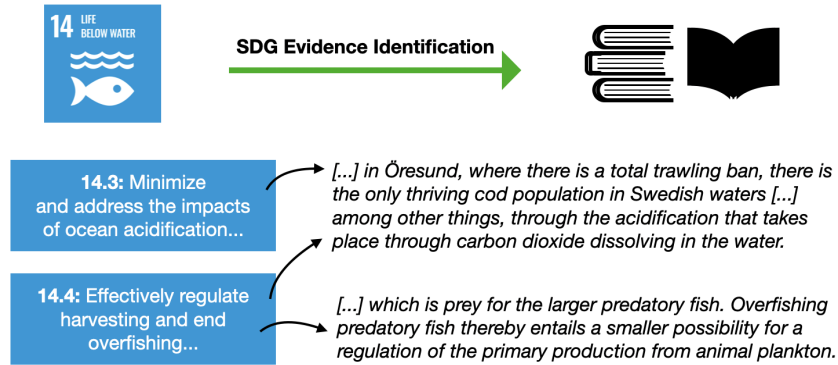 14 LIFE
BELOW WATER
SDG Evidence Identification
14.3: Minimize
and address the impacts
of ocean acidification...
[...] in Öresund, where there is a total trawling ban, there is
the only thriving cod population in Swedish waters [...]
among other things, through the acidification that takes
place through carbon dioxide dissolving in the water.
14.4: Effectively regulate
harvesting and end
overfishing...
[...] which is prey for the larger predatory fish. Overfishing
predatory fish thereby entails a smaller possibility for a
regulation of the primary production from animal plankton.